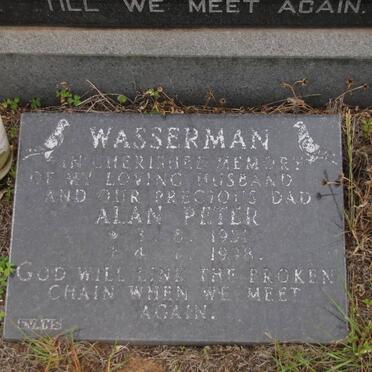 TILL WE MEET AGAIN.
WASSERMAN
IN CHERISHED MEMORY
OF MY LOVING HUSBAND
AND OUR PRECIOUS DAD
ALAN PETER
GOD WILL LINK THE BROKEN
CHAIN WHEN WE MEET
AGAIN.